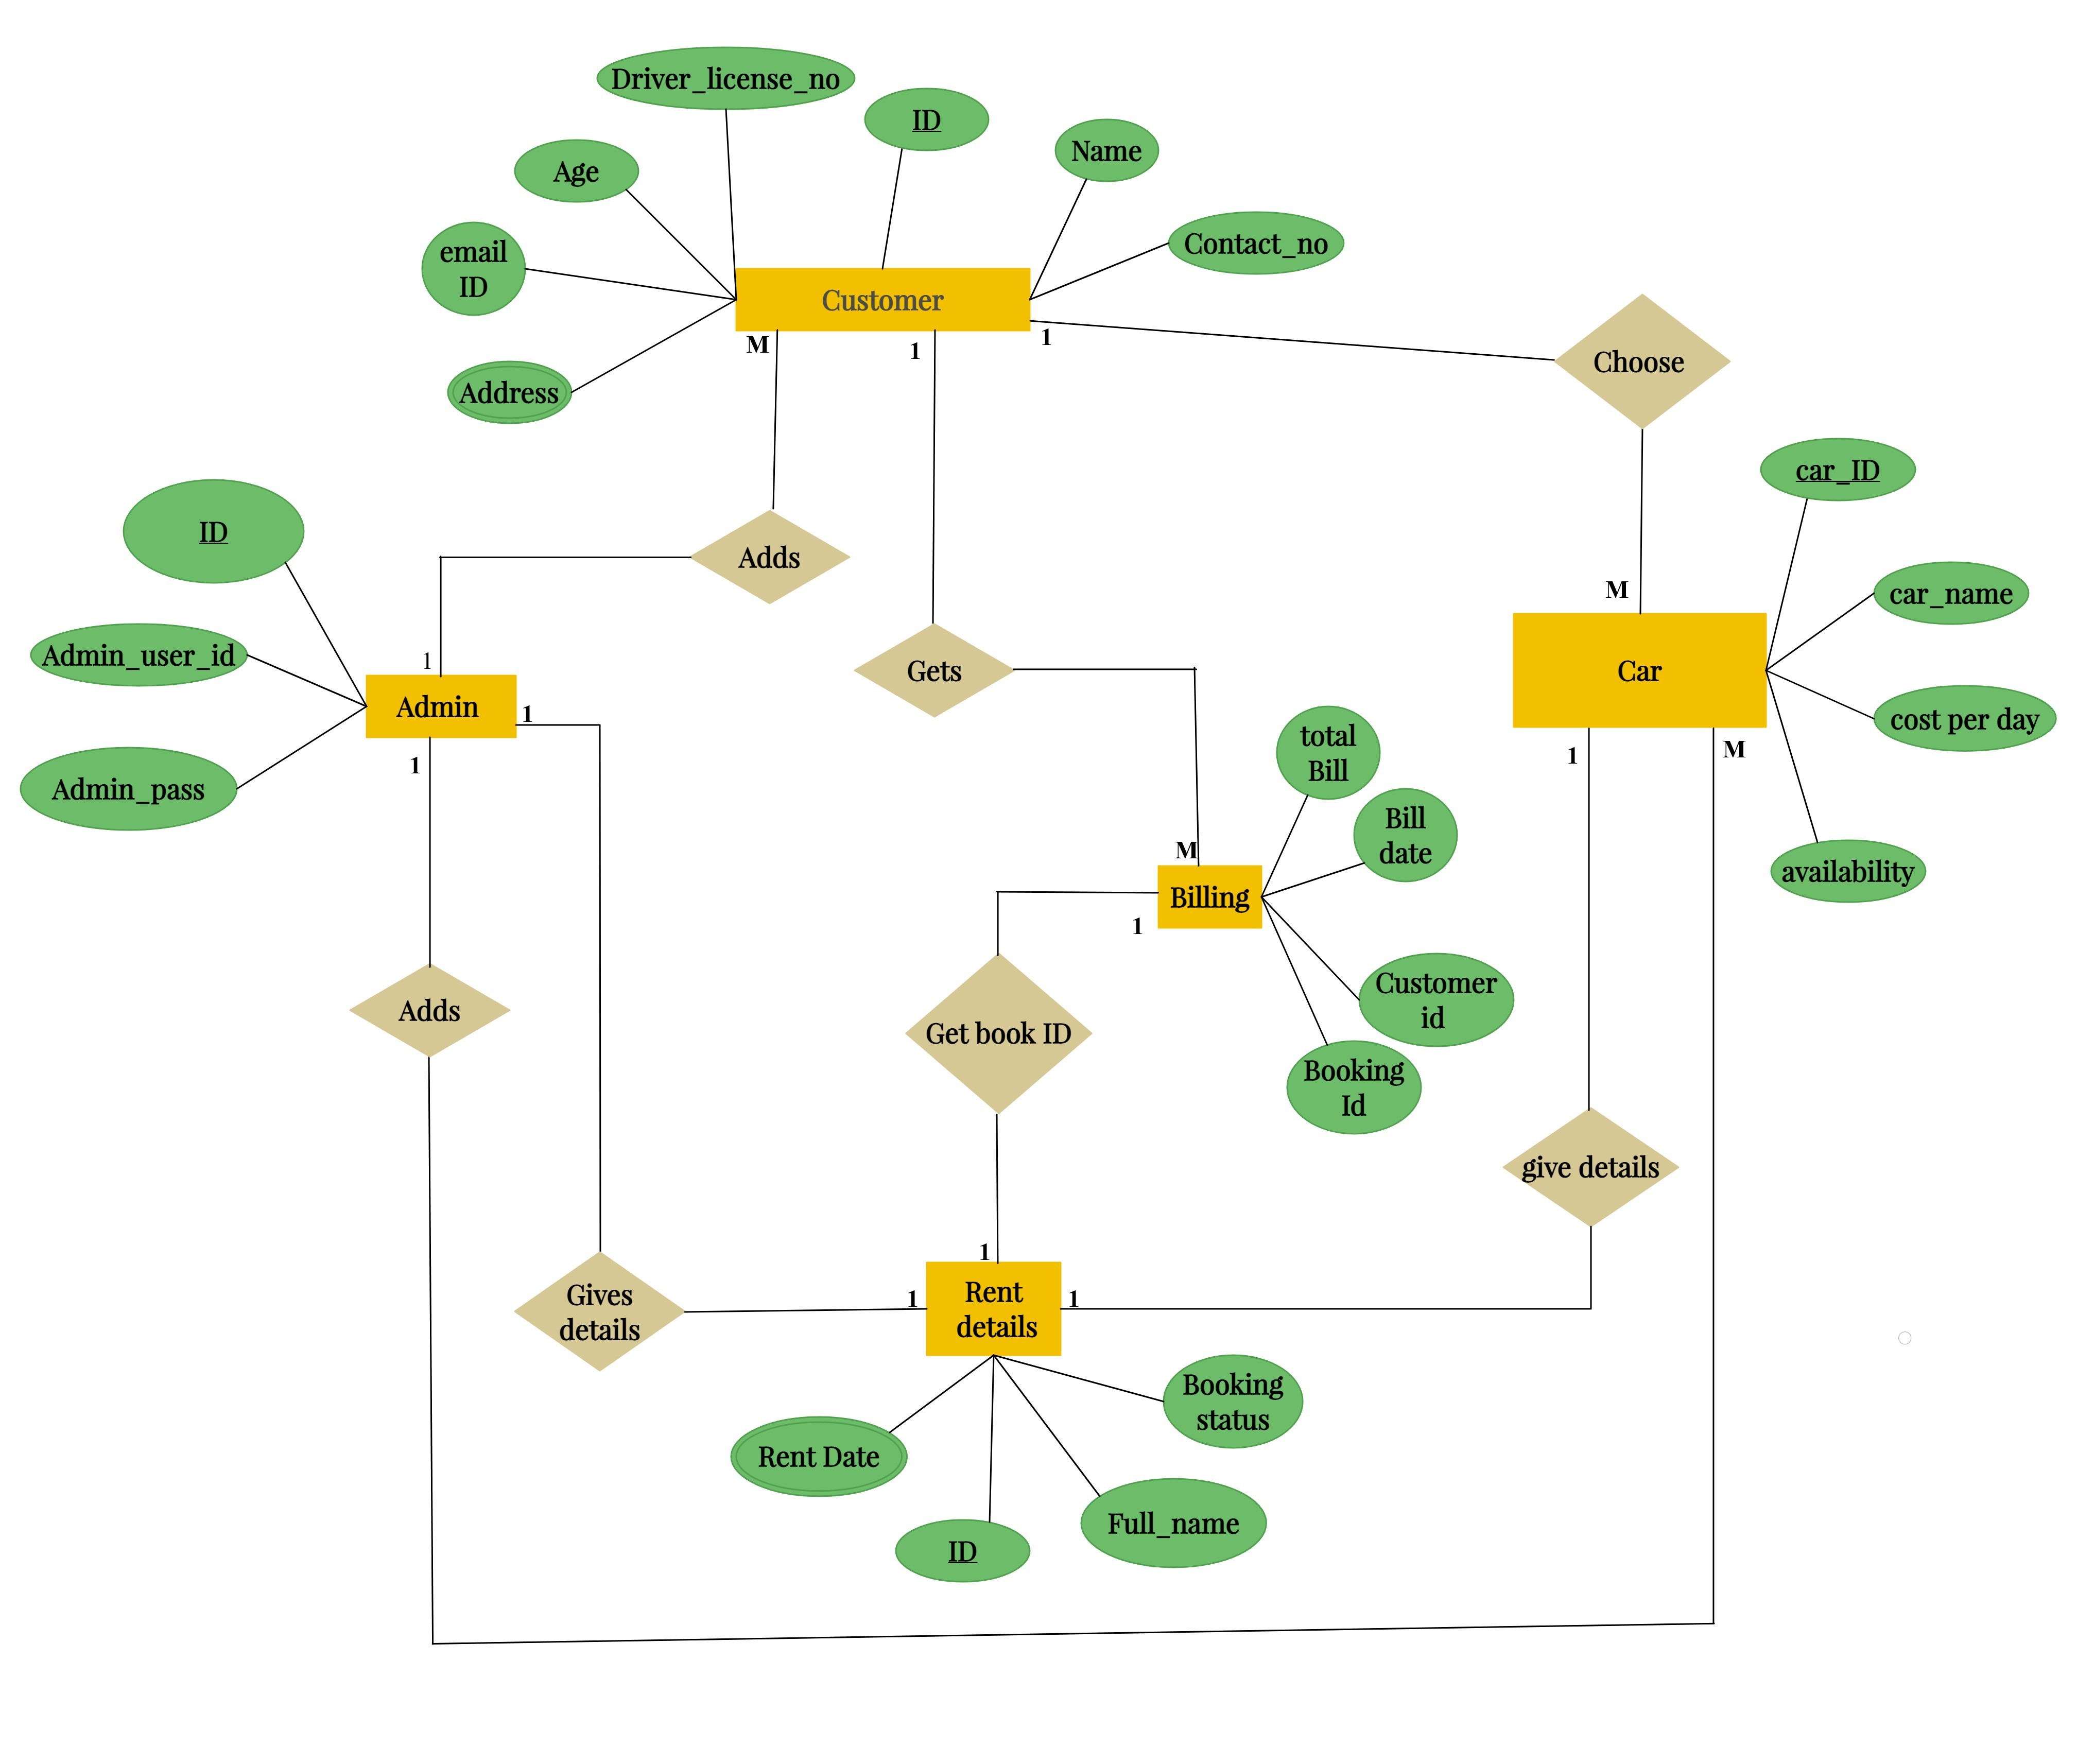 Driver_license_no
ID
Name
Age
Contact_no
email
ID
Customer
Address
M
1
1
Choose
car_ID
ID
Adds
car_name
Admin_user_id
1
Admin
1
1
Admin_pass
Gets
M
Car
cost per day
1
M
total
Bill
Bill
date
availability
M
Billing
1
Customer
id
Booking
Id
Adds
Get book ID
give details
1
Gives
details
1
Rent
details
1
Booking
status
Rent Date
Full_name
ID